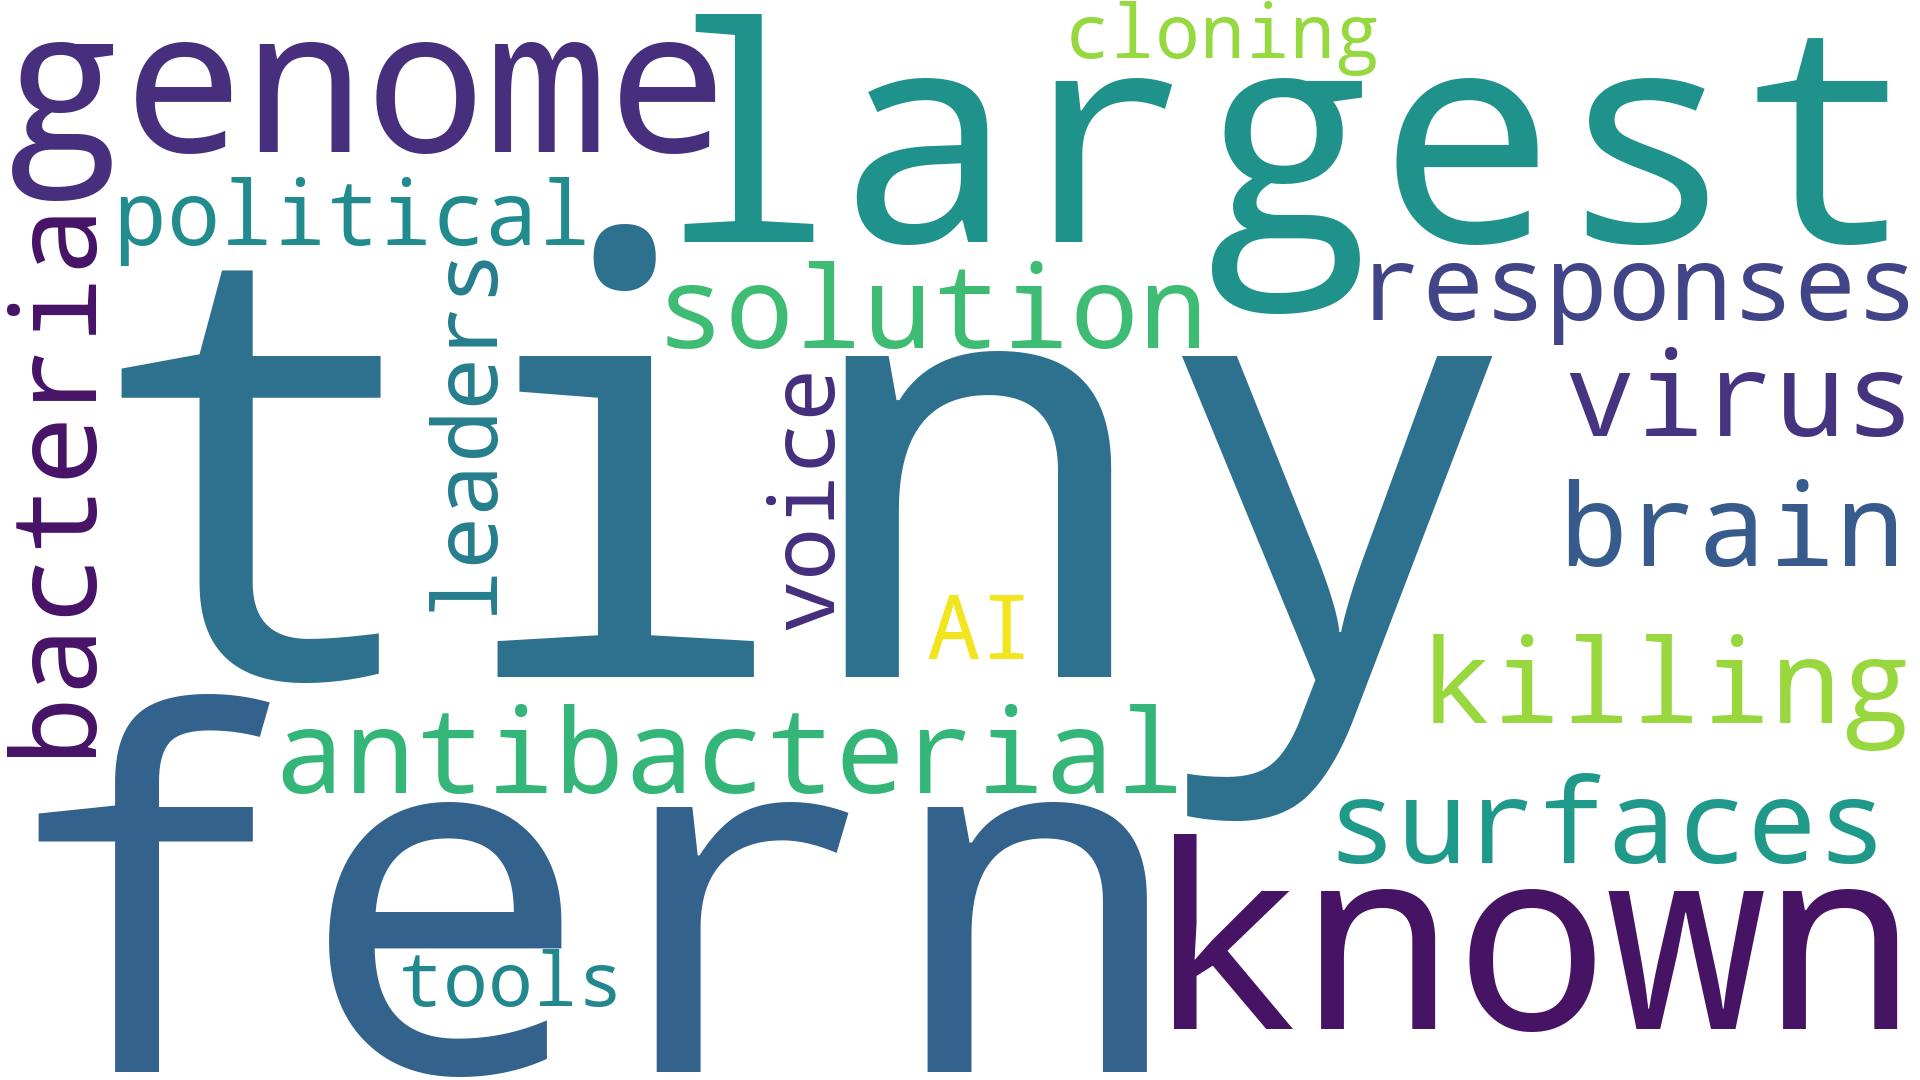 cloning
genome
largest
political
bacteria
leaders
solution
responses
tiny
voice
virus
brain
AI
killing
antibacterial
fern
surfaces
known
tools